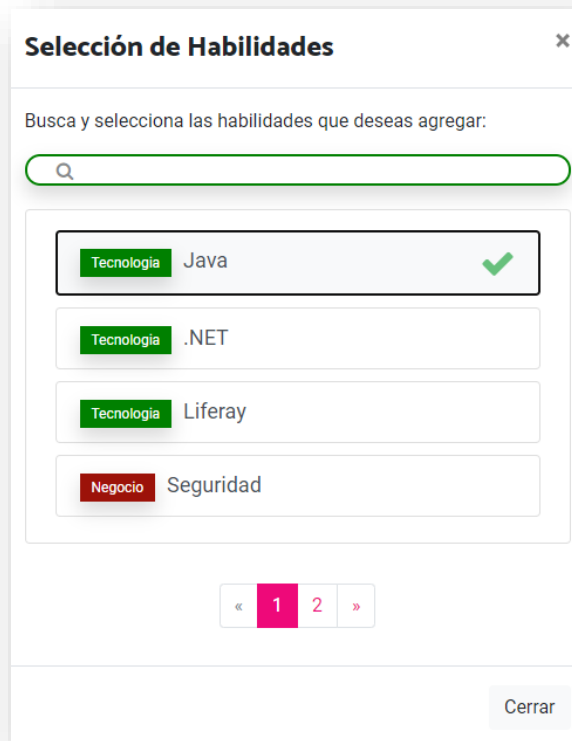 Selección de Habilidades ×
Busca y selecciona las habilidades que deseas agregar:
Tecnologia Java
Tecnologia .NET
Tecnologia Liferay
Negocio Seguridad
« 1 2 »
Cerrar